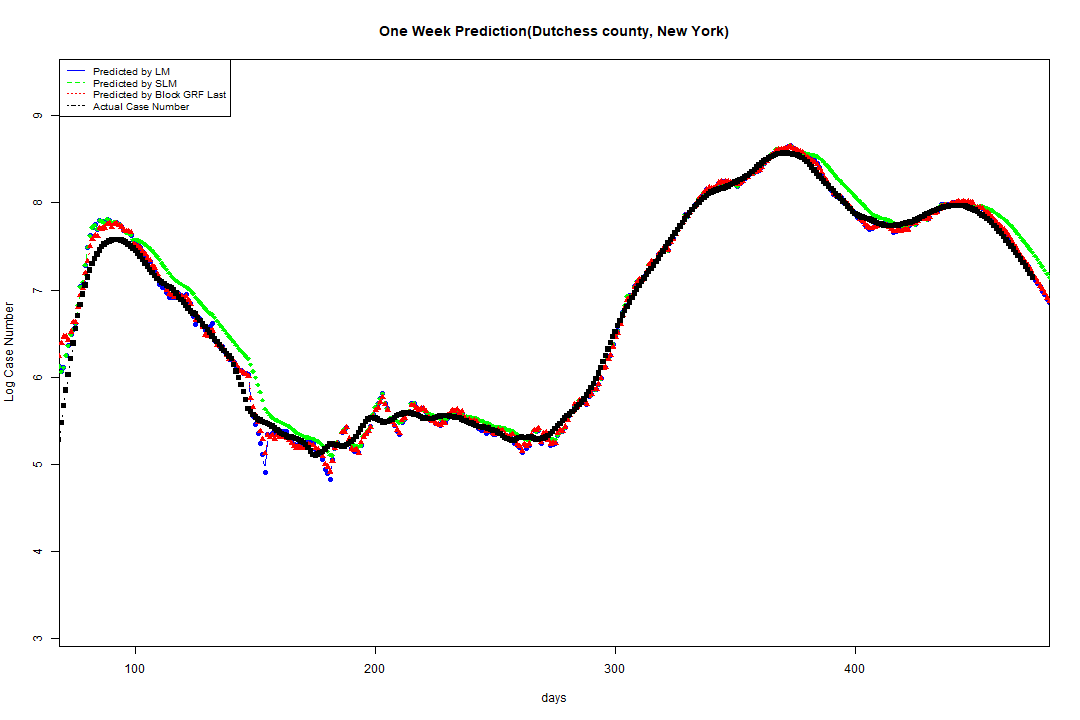 One Week Prediction(Dutchess county, New York)
Predicted by LM
Predicted by SLM
Predicted by Block GRF Last
Actual Case Number
9
8
7
6
5
4
3
Log Case Number
100 200 300 400
days